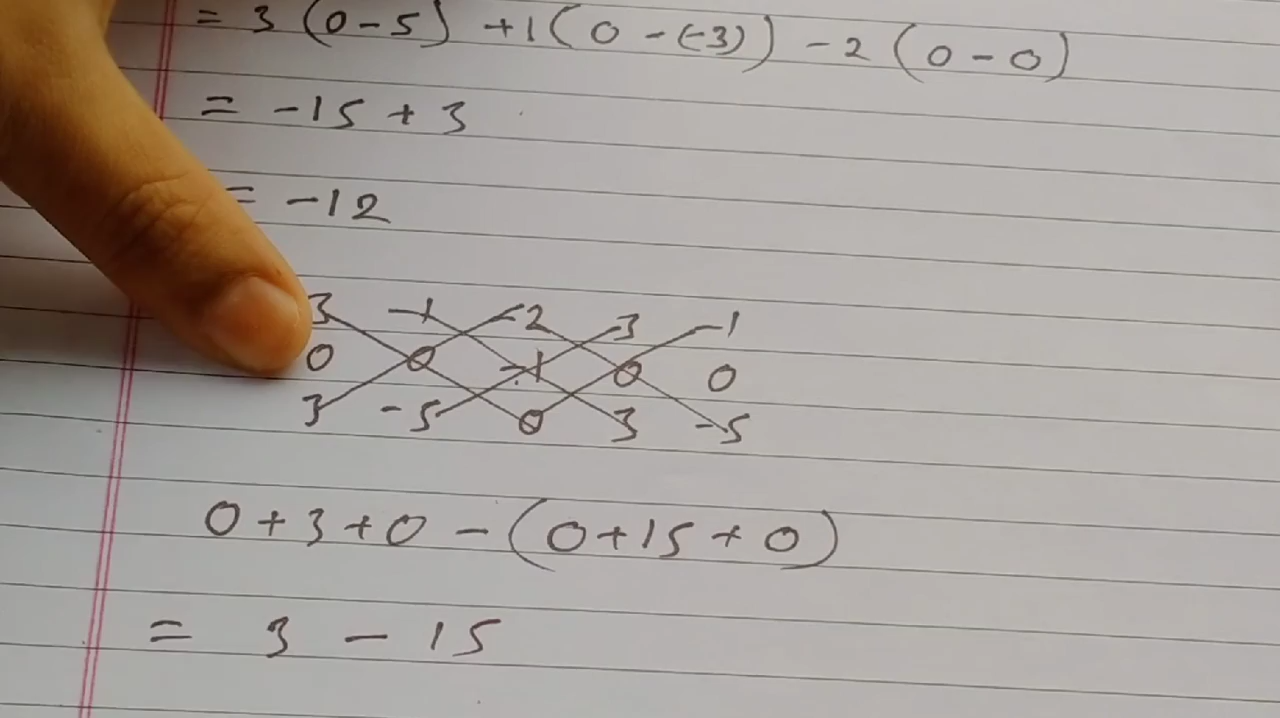 = 3 (0 - 5) + 1 (0 - (-3)) - 2 (0 - 0)
= -15 + 3
= -12
3 -1 -2 3 -1
0 0 -1 0 0
3 -5 0 3 -5
0 + 3 + 0 - (0 + 15 + 0)
= 3 - 15